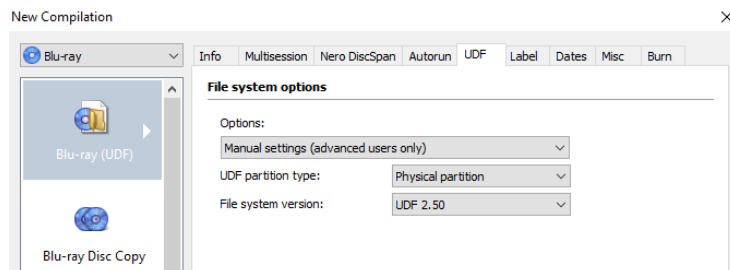 New Compilation
Blu-ray
Info Multisession Nero DiscSpan Autorun UDF Label Dates Misc Burn
File system options
Options:
Manual settings (advanced users only)
Blu-ray (UDF)
UDF partition type: Physical partition
File system version: UDF 2.50
Blu-ray Disc Copy